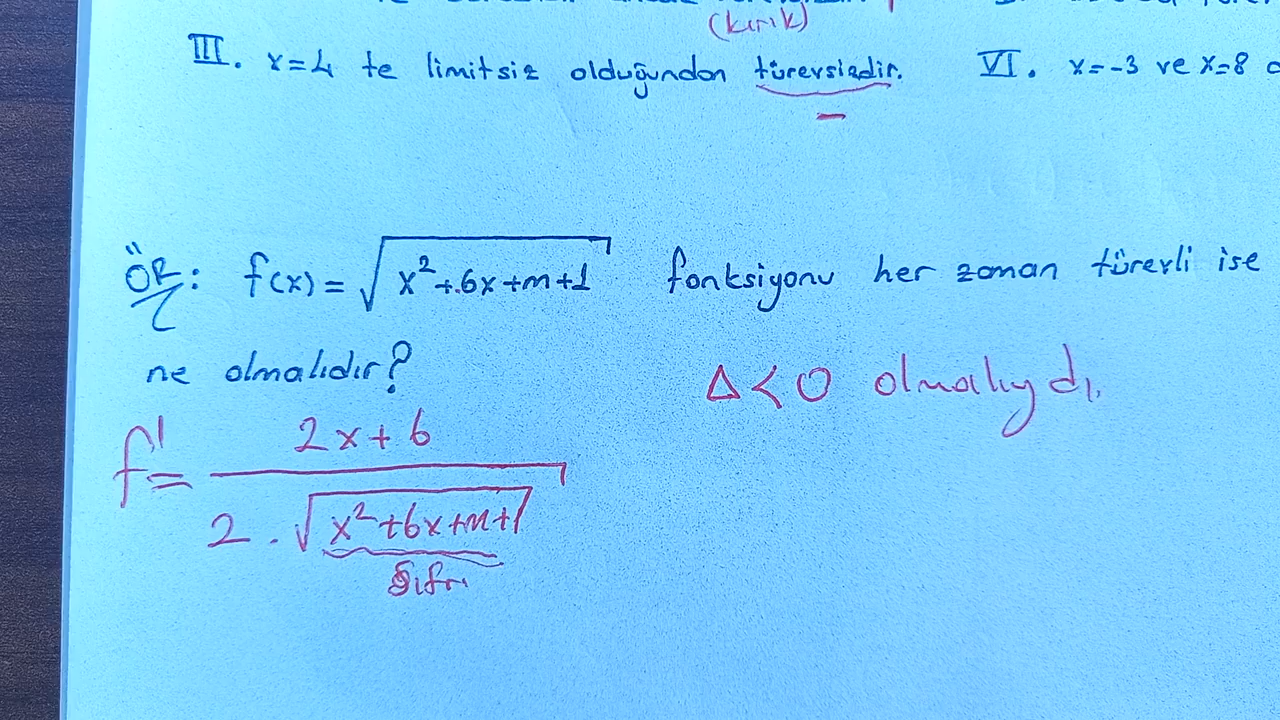 (kırık)
III. x=4 te limitsiz olduğundan türevsizdir. VI. x=-3 ve x=8
ÖR: f(x)=√(x²+6x+m+1) fonksiyonu her zaman türevli ise
ne olmalıdır? Δ<0 olmalıydı.
f'= 2x+6
2.√(x²+6x+m+1)
Sıfır